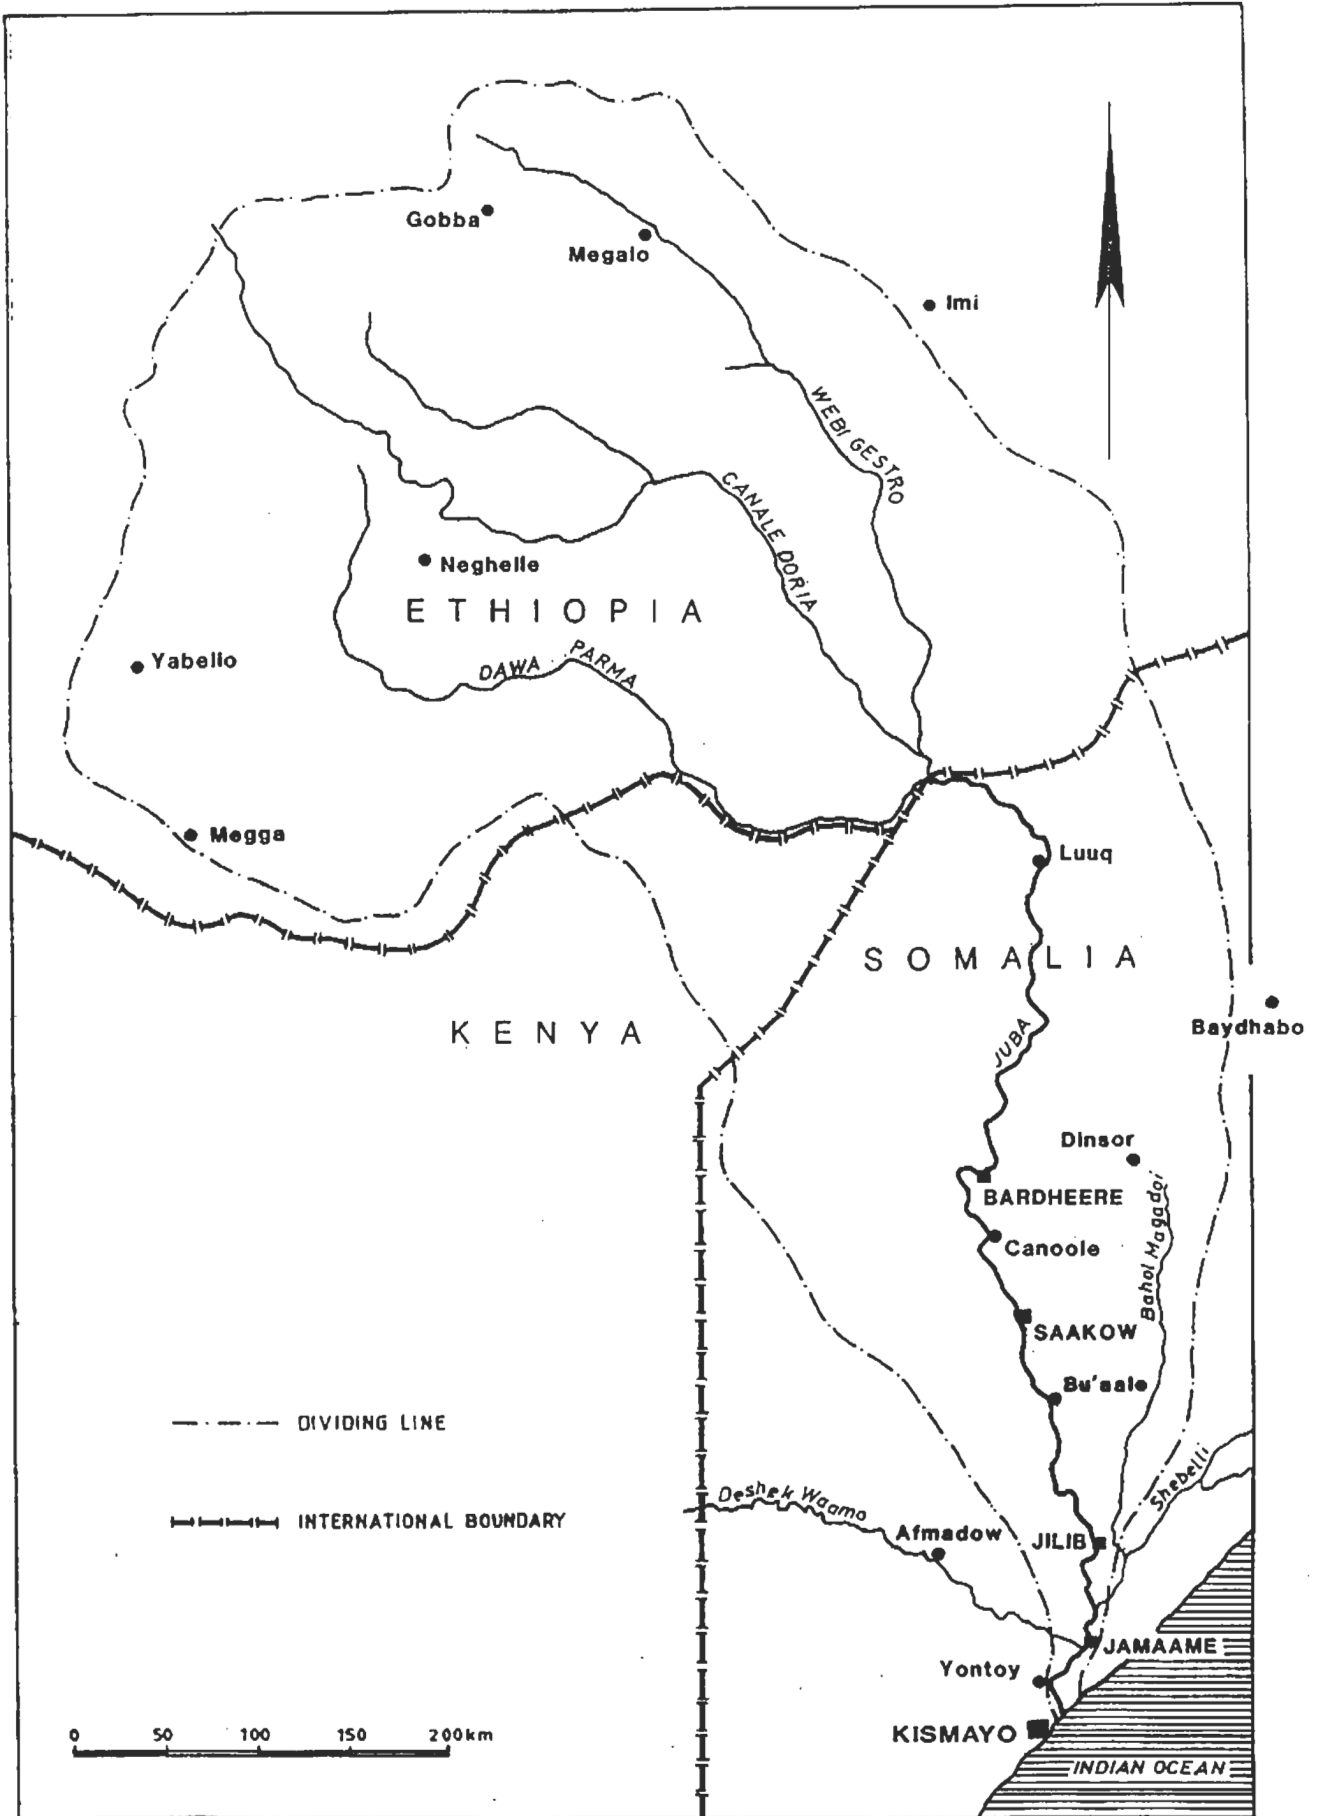 Gobba
Megalo
Imi
WEBI GESTRO
CANALE DORIA
Neghelle
ETHIOPIA
Yabello
DAWA PARMA
Megga
Luuq
SOMALIA
KENYA
Baydhabo
JUBA
Dinsor
BARDHEERE
Bahol Magadoi
Canoole
SAAKOW
Bu'aale
DIVIDING LINE
Shebelli
Deshek Waamo
INTERNATIONAL BOUNDARY
Afmadow
JILIB
JAMAAME
Yontoy
KISMAYO
0 50 100 150 200km
INDIAN OCEAN